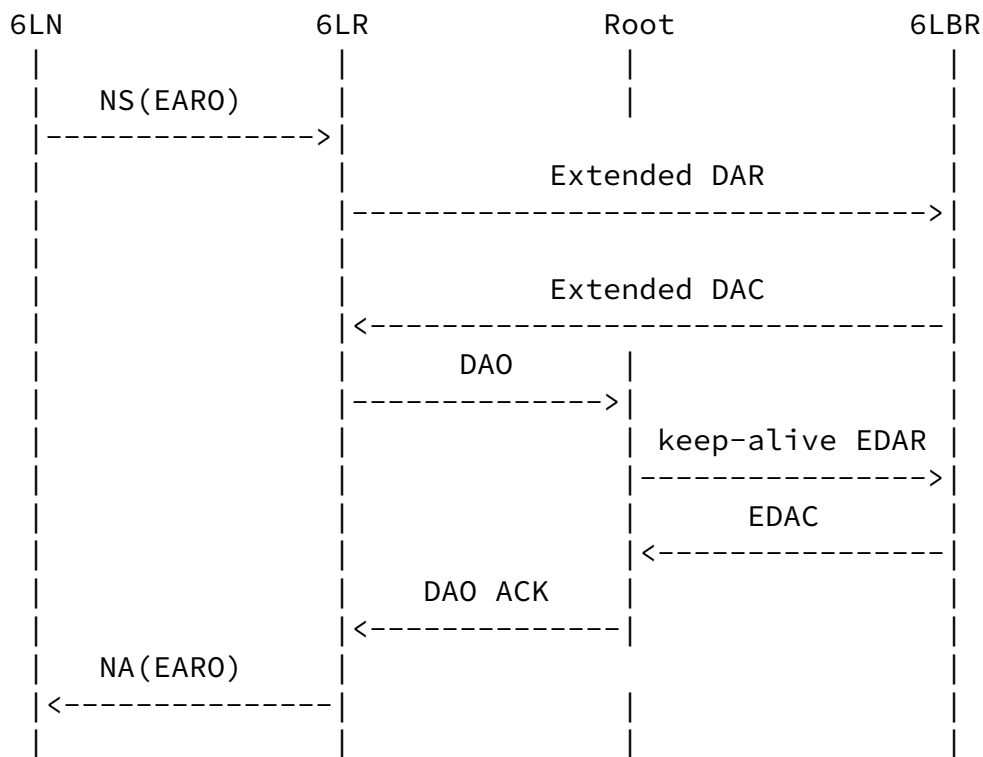 6LN 6LR Root 6LBR
NS(EARO)
Extended DAR
Extended DAC
DAO
keep-alive EDAR
EDAC
DAO ACK
NA(EARO)